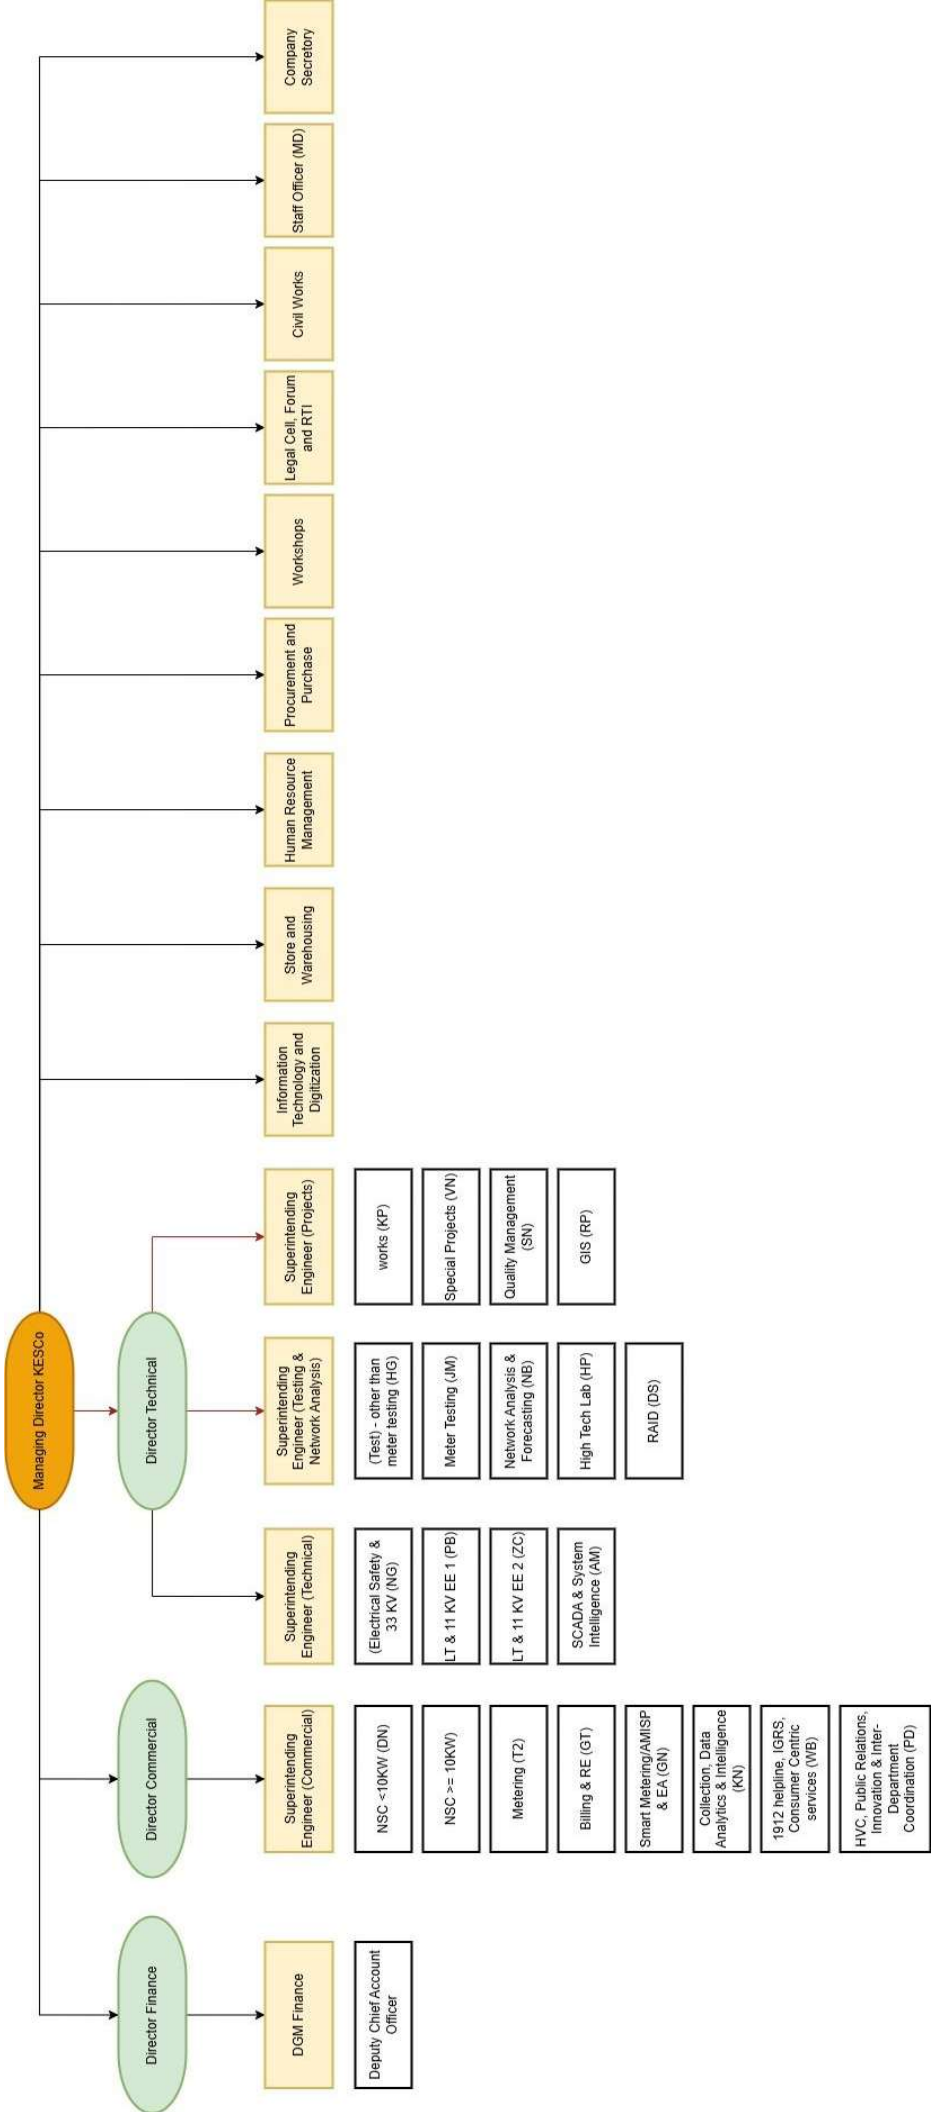 Managing Director KESCo
Director Finance
Director Commercial
Director Technical
DGM Finance
Superintending
Engineer (Commercial)
Superintending
Engineer (Technical)
Superintending
Engineer (Testing &
Network Analysis)
Superintending
Engineer (Projects)
Information
Technology and
Digitization
Store and
Warehousing
Human Resource
Management
Procurement and
Purchase
Workshops
Legal Cell, Forum
and RTI
Civil Works
Staff Officer (MD)
Company
Secretory
Deputy Chief Account
Officer
NSC <10KW (DN)
NSC >= 10KW)
Metering (T2)
Billing & RE (GT)
Smart Metering/AMISP
& EA (GN)
Collection, Data
Analytics & Intelligence
(KN)
1912 helpline, IGRS,
Consumer Centric
services (WB)
HVC, Public Relations,
Innovation & Inter-
Department
Coordination (PD)
(Electrical Safety &
33 KV (NG)
LT & 11 KV EE 1 (PB)
LT & 11 KV EE 2 (ZC)
SCADA & System
Intelligence (AM)
(Test) - other than
meter testing (HG)
Meter Testing (JM)
Network Analysis &
Forecasting (NB)
High Tech Lab (HP)
RAID (DS)
works (KP)
Special Projects (VN)
Quality Management
(SN)
GIS (RP)